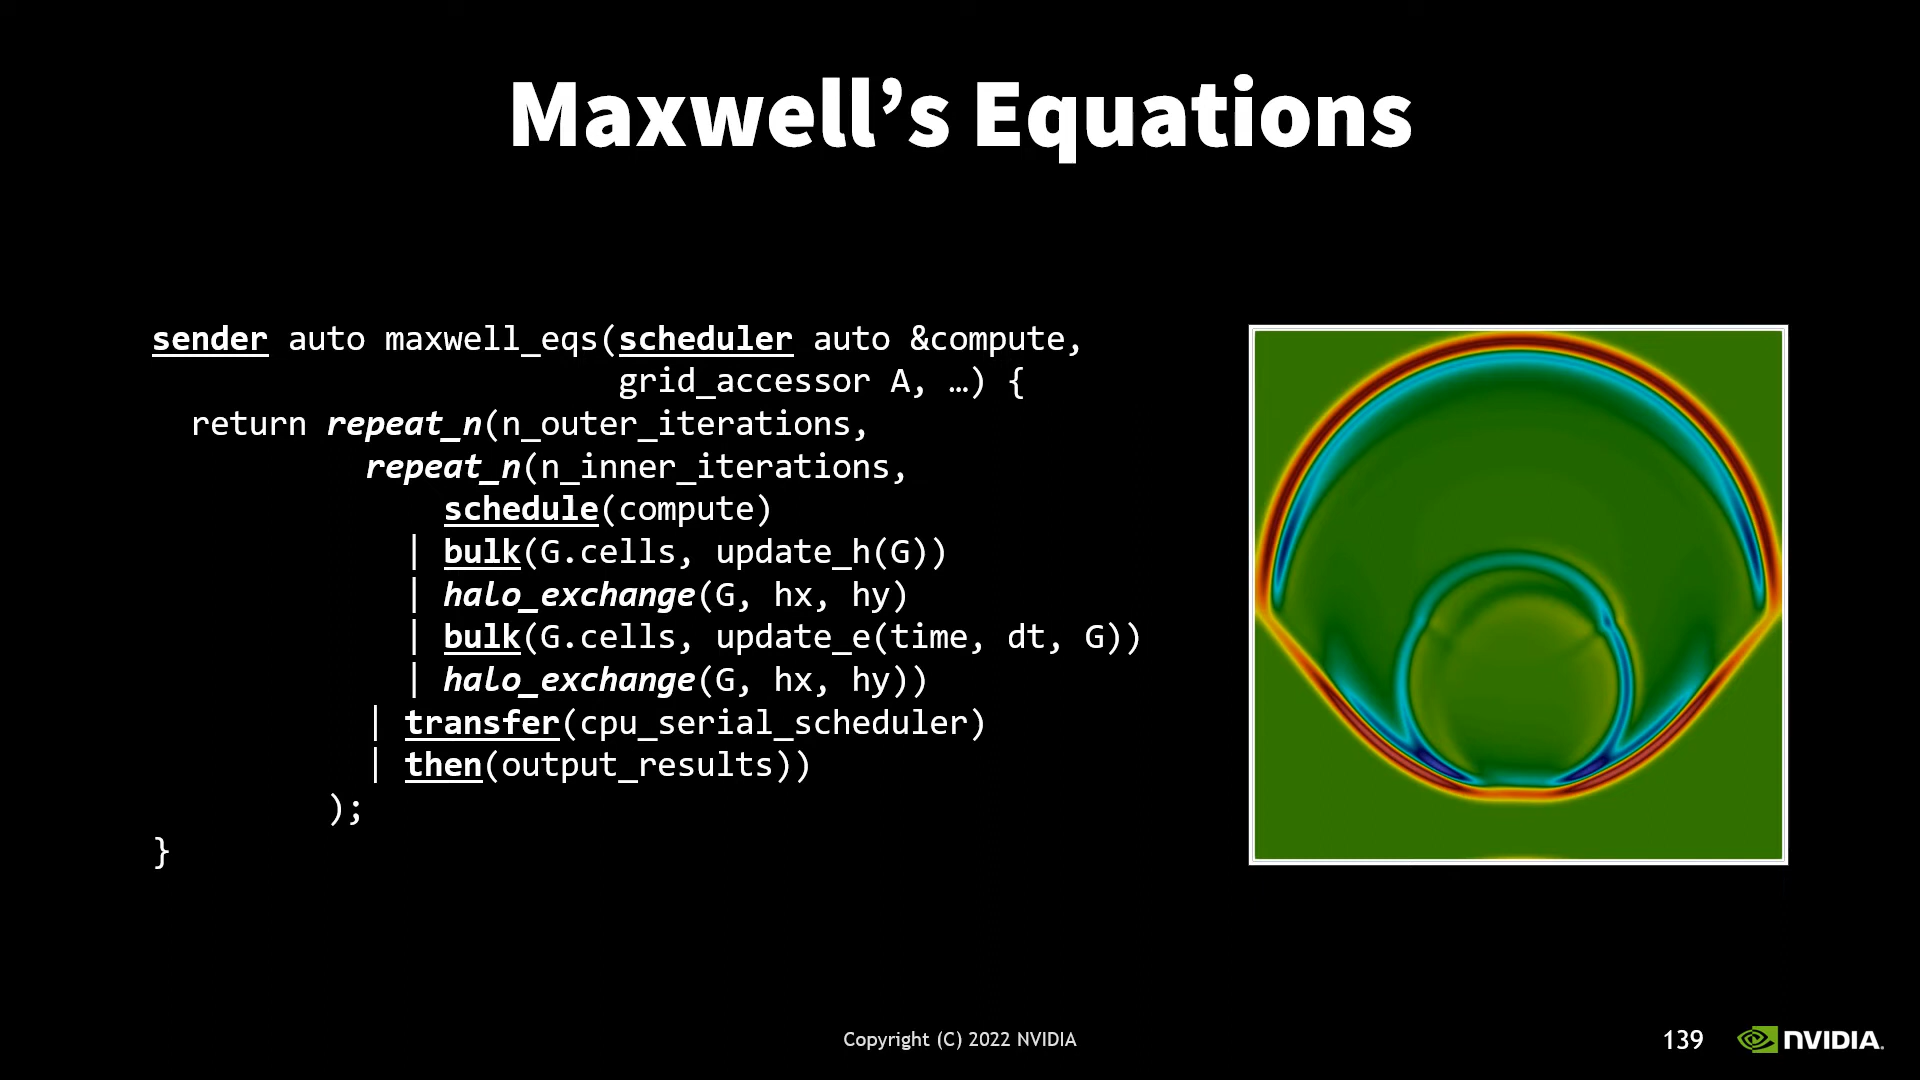 Maxwell’s Equations
sender auto maxwell_eqs(scheduler auto &compute,
grid_accessor A, …) {
return repeat_n(n_outer_iterations,
repeat_n(n_inner_iterations,
schedule(compute)
| bulk(G.cells, update_h(G))
| halo_exchange(G, hx, hy)
| bulk(G.cells, update_e(time, dt, G))
| halo_exchange(G, hx, hy))
| transfer(cpu_serial_scheduler)
| then(output_results))
);
}
Copyright (C) 2022 NVIDIA
139
NVIDIA.